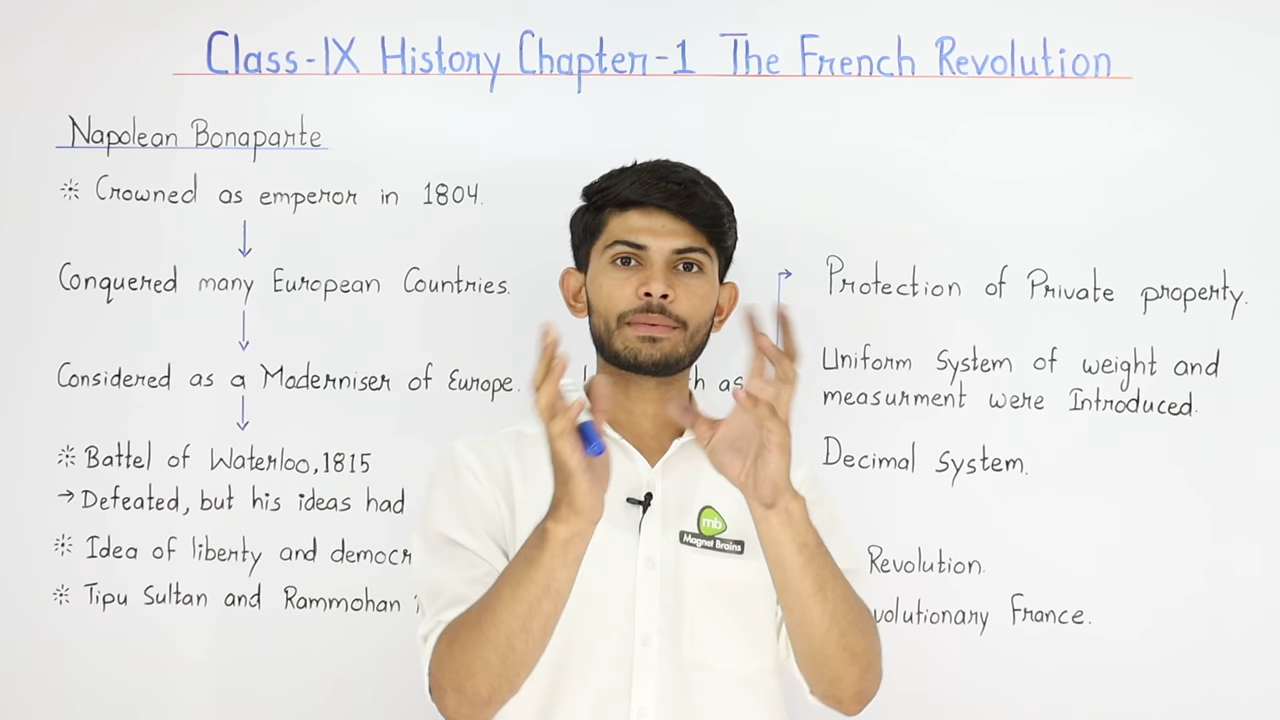 Class-IX History Chapter-1 The French Revolution
Napolean Bonaparte
Crowned as emperor in 1804.
Conquered many European Countries.
Considered as a Moderniser of Europe.
as
Protection of Private property.
Uniform System of weight and
measurment were Introduced.
Decimal System.
Battel of Waterloo,1815
→ Defeated, but his ideas had
Idea of liberty and democr
Revolution.
Tipu Sultan and Rammohan
volutionary France.
mb
Magnet Brains